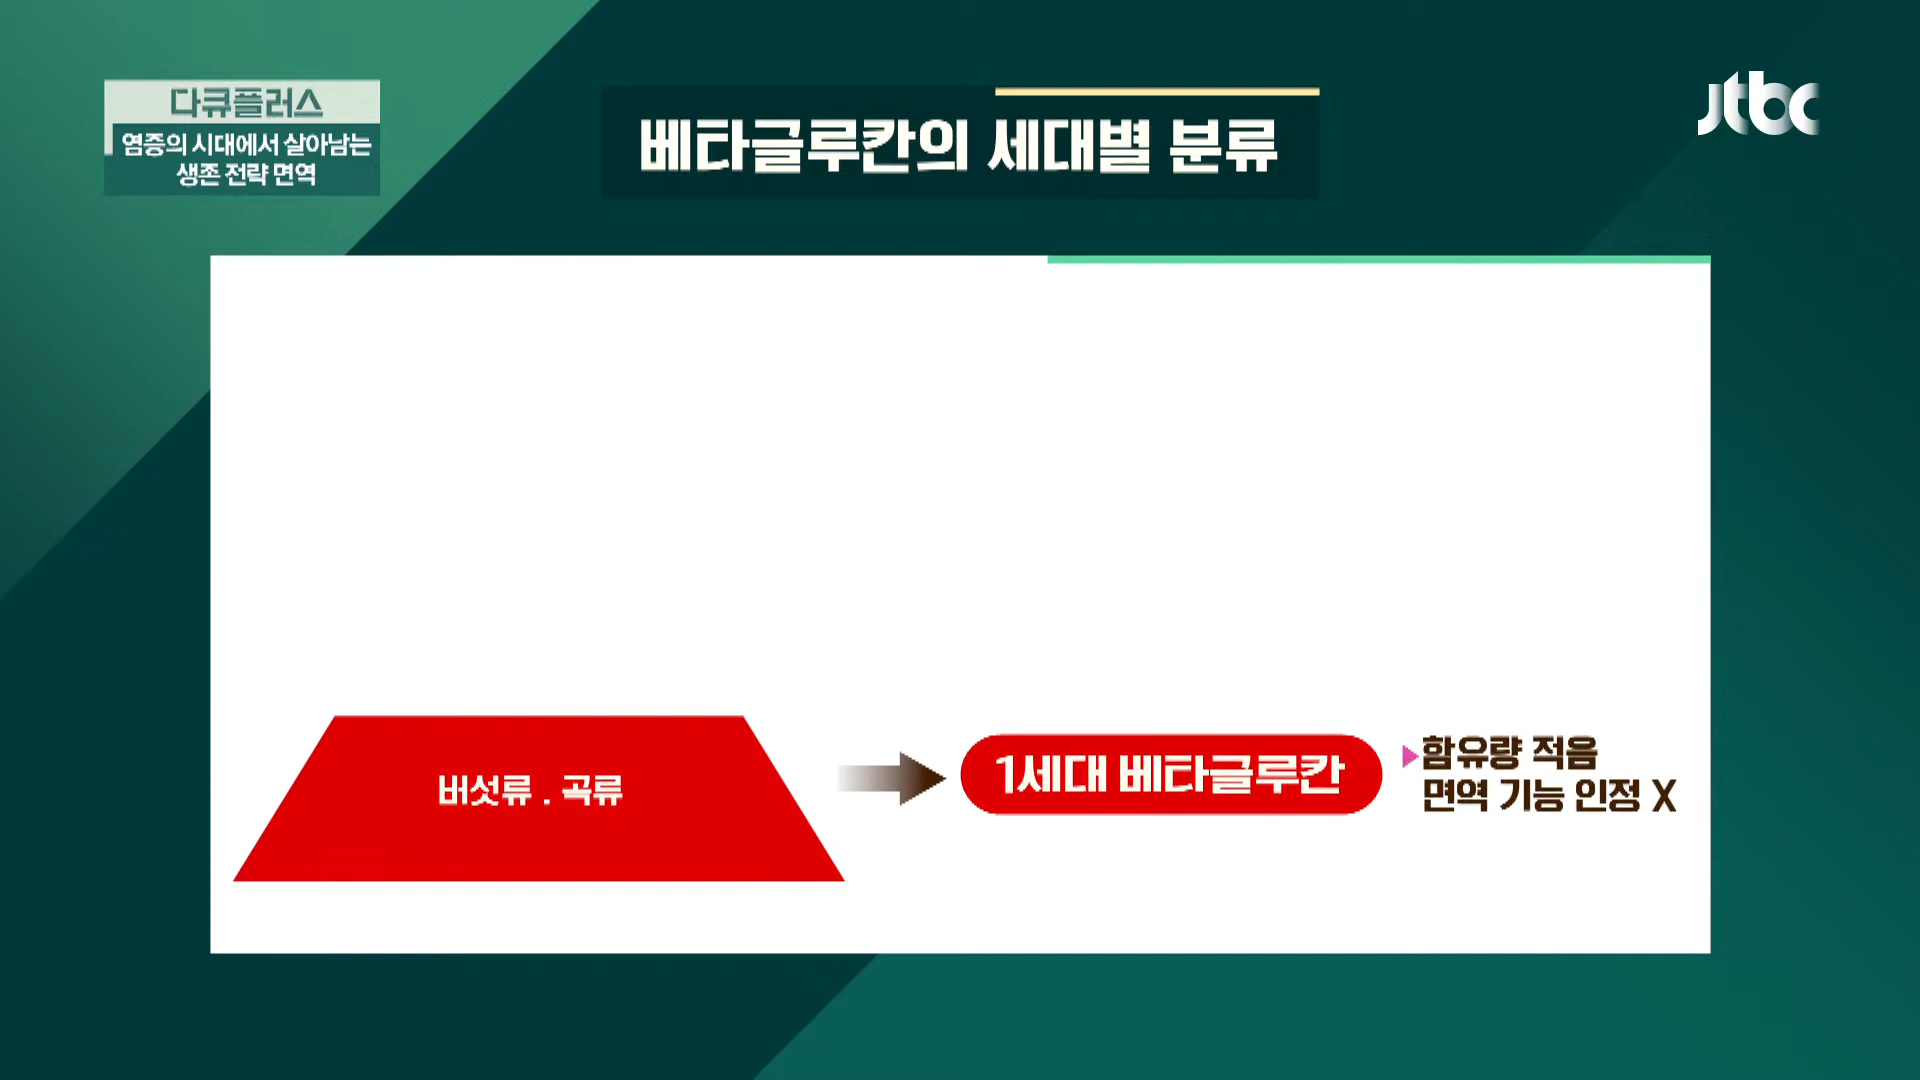 다큐플러스
염증의 시대에서 살아남는
생존 전략 면역
베타글루칸의 세대별 분류
jtbc
버섯류 . 곡류
1세대 베타글루칸
▶함유량 적음
면역 기능 인정 X